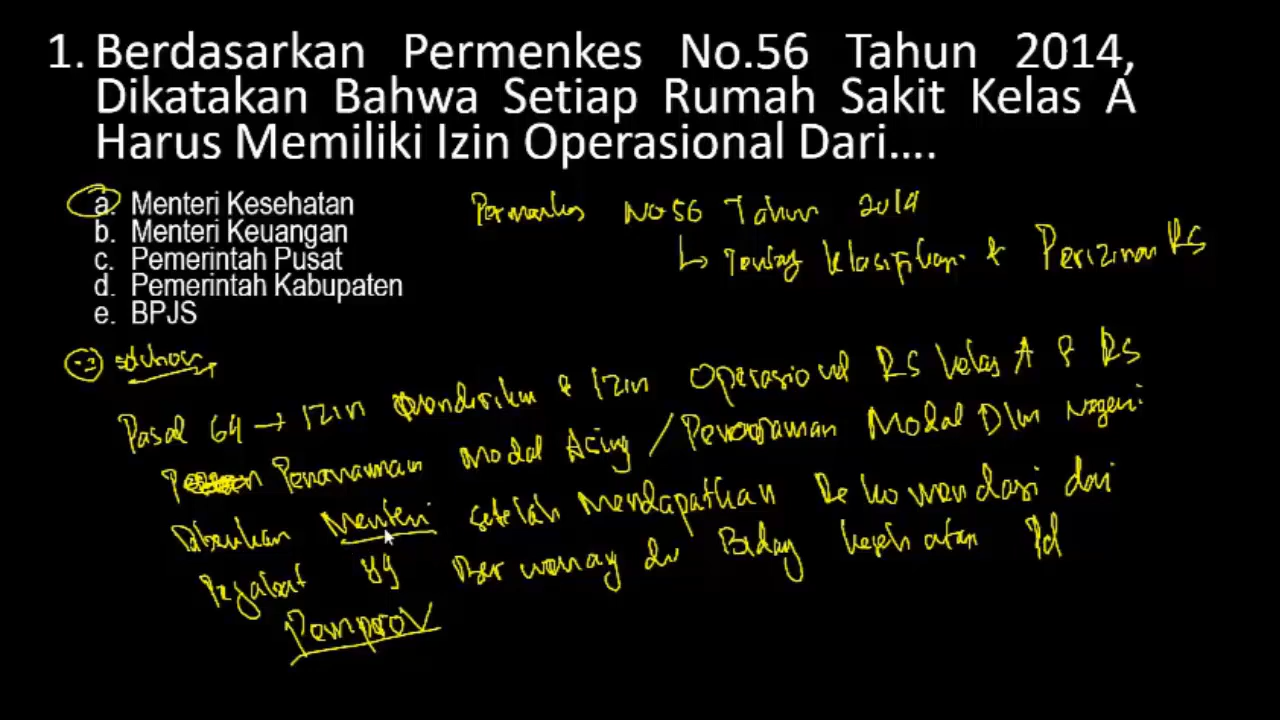 1. Berdasarkan Permenkes No.56 Tahun 2014,
Dikatakan Bahwa Setiap Rumah Sakit Kelas A
Harus Memiliki Izin Operasional Dari....
a. Menteri Kesehatan
b. Menteri Keuangan
c. Pemerintah Pusat
d. Pemerintah Kabupaten
e. BPJS
Permenkes No 56 Tahun 2014
↳ Tentang Klasifikasi & Perizinan RS
Pasal 64 → Izin & Izin Operasional RS kelas A & RS
Penanaman Modal Asing / Penanaman Modal Dlm Negeri
Diberikan Menteri setelah Mendapatkan Rekomendasi dari
Pejabat yg Berwenang di Bidang kesehatan Pd
Pemprov